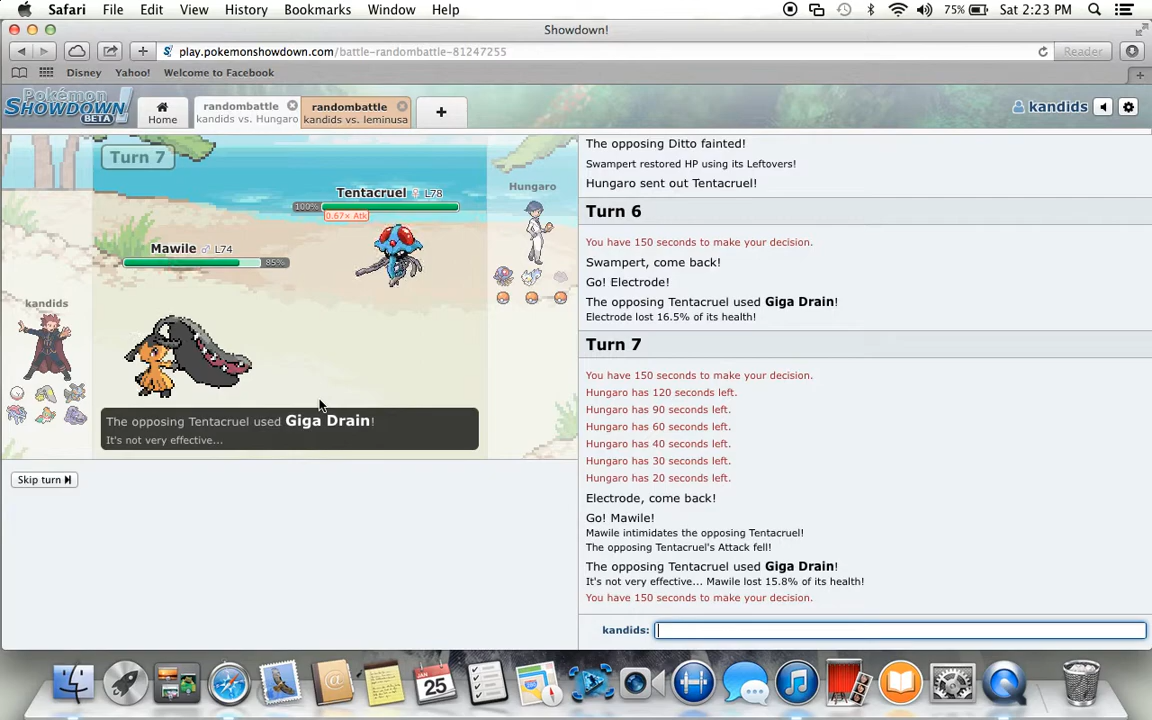 Safari File Edit View History Bookmarks Window Help 75% Sat 2:23 PM
Showdown!
play.pokemonshowdown.com/battle-randombattle-81247255 Reader
Disney Yahoo! Welcome to Facebook
Pokémon
SHOWDOWN!
BETA
Home
randombattle
kandids vs. Hungaro
randombattle
kandids vs. leminusa
kandids
Turn 7
Tentacruel L78
100%
0.67× Atk
Mawile L74
85%
Hungaro
kandids
The opposing Tentacruel used Giga Drain!
It's not very effective...
Skip turn
The opposing Ditto fainted!
Swampert restored HP using its Leftovers!
Hungaro sent out Tentacruel!
Turn 6
You have 150 seconds to make your decision.
Swampert, come back!
Go! Electrode!
The opposing Tentacruel used Giga Drain!
Electrode lost 16.5% of its health!
Turn 7
You have 150 seconds to make your decision.
Hungaro has 120 seconds left.
Hungaro has 90 seconds left.
Hungaro has 60 seconds left.
Hungaro has 40 seconds left.
Hungaro has 30 seconds left.
Hungaro has 20 seconds left.
Electrode, come back!
Go! Mawile!
Mawile intimidates the opposing Tentacruel!
The opposing Tentacruel's Attack fell!
The opposing Tentacruel used Giga Drain!
It's not very effective... Mawile lost 15.8% of its health!
You have 150 seconds to make your decision.
kandids:
JAN
25